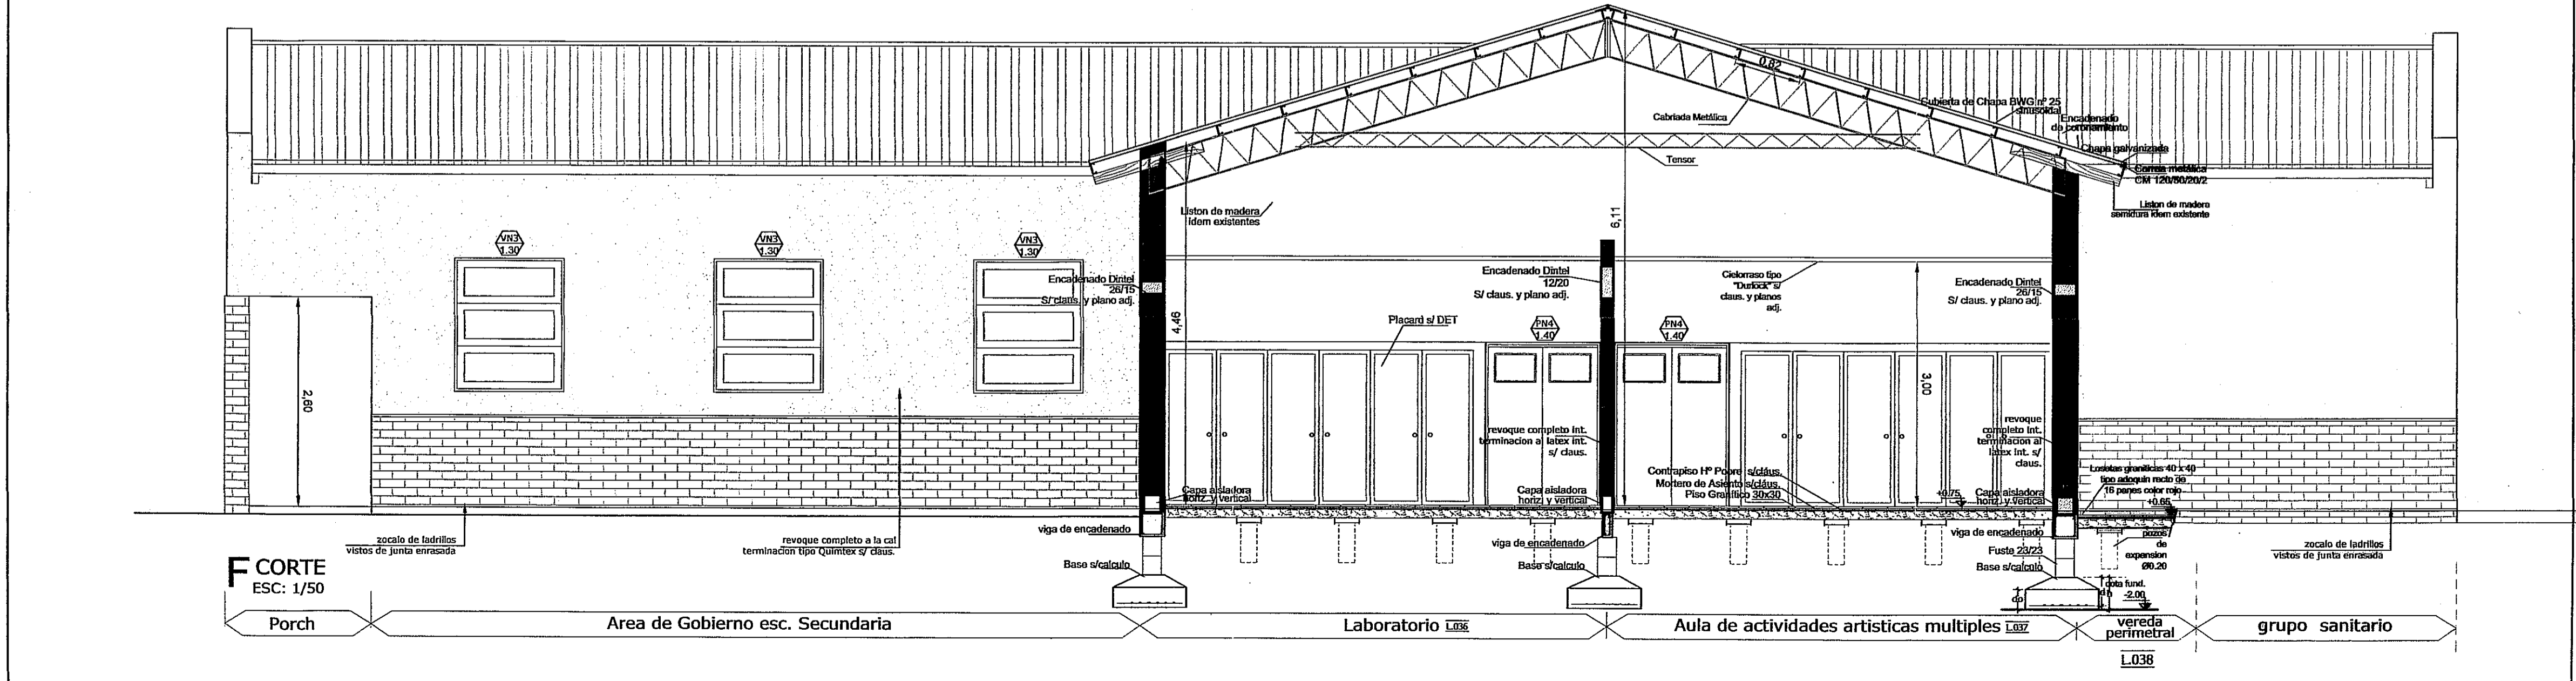 0,82
Cubierta de Chapa BWG nº 25
sinusoidal
Cabriada Metálica
Encadenado
de coronamiento
Chapa galvanizada
Tensor
Correa metálica
CM 120/50/20/2
Liston de madera
idem existentes
Liston de madera
semidura idem existente
6,11
VN3
1.30
VN3
1.30
VN3
1.30
Encadenado Dintel
26/15
S/ claus. y plano adj.
Encadenado Dintel
12/20
S/ claus. y plano adj.
Cielorraso tipo
"Durlock" s/
claus. y planos
adj.
Encadenado Dintel
26/15
S/ claus. y plano adj.
4,46
Placard s/ DET
PN4
1.40
PN4
1.40
2,60
3,00
revoque completo int.
terminacion al latex int.
s/ claus.
revoque
completo int.
terminacion al
latex int. s/
claus.
Contrapiso Hº Pobre s/cláus.
Mortero de Asiento s/cláus.
Piso Granítico 30x30
Losetas graniticas 40 x 40
tipo adoquin recto de
16 panes color rojo
+0.65
+0.75
Capa aisladora
horiz. y vertical
Capa aisladora
horiz. y vertical
Capa aisladora
horiz. y vertical
viga de encadenado
viga de encadenado
viga de encadenado
zocalo de ladrillos
vistos de junta enrasada
revoque completo a la cal
terminacion tipo Quimtex s/ claus.
pozos
de
expansion
Ø0.20
zocalo de ladrillos
vistos de junta enrasada
Fuste 23/23
Base s/calculo
Base s/calculo
Base s/calculo
cota fund.
-2.00
F CORTE
ESC: 1/50
Porch
Area de Gobierno esc. Secundaria
Laboratorio L.036
Aula de actividades artisticas multiples L.037
vereda
perimetral
grupo sanitario
L.038